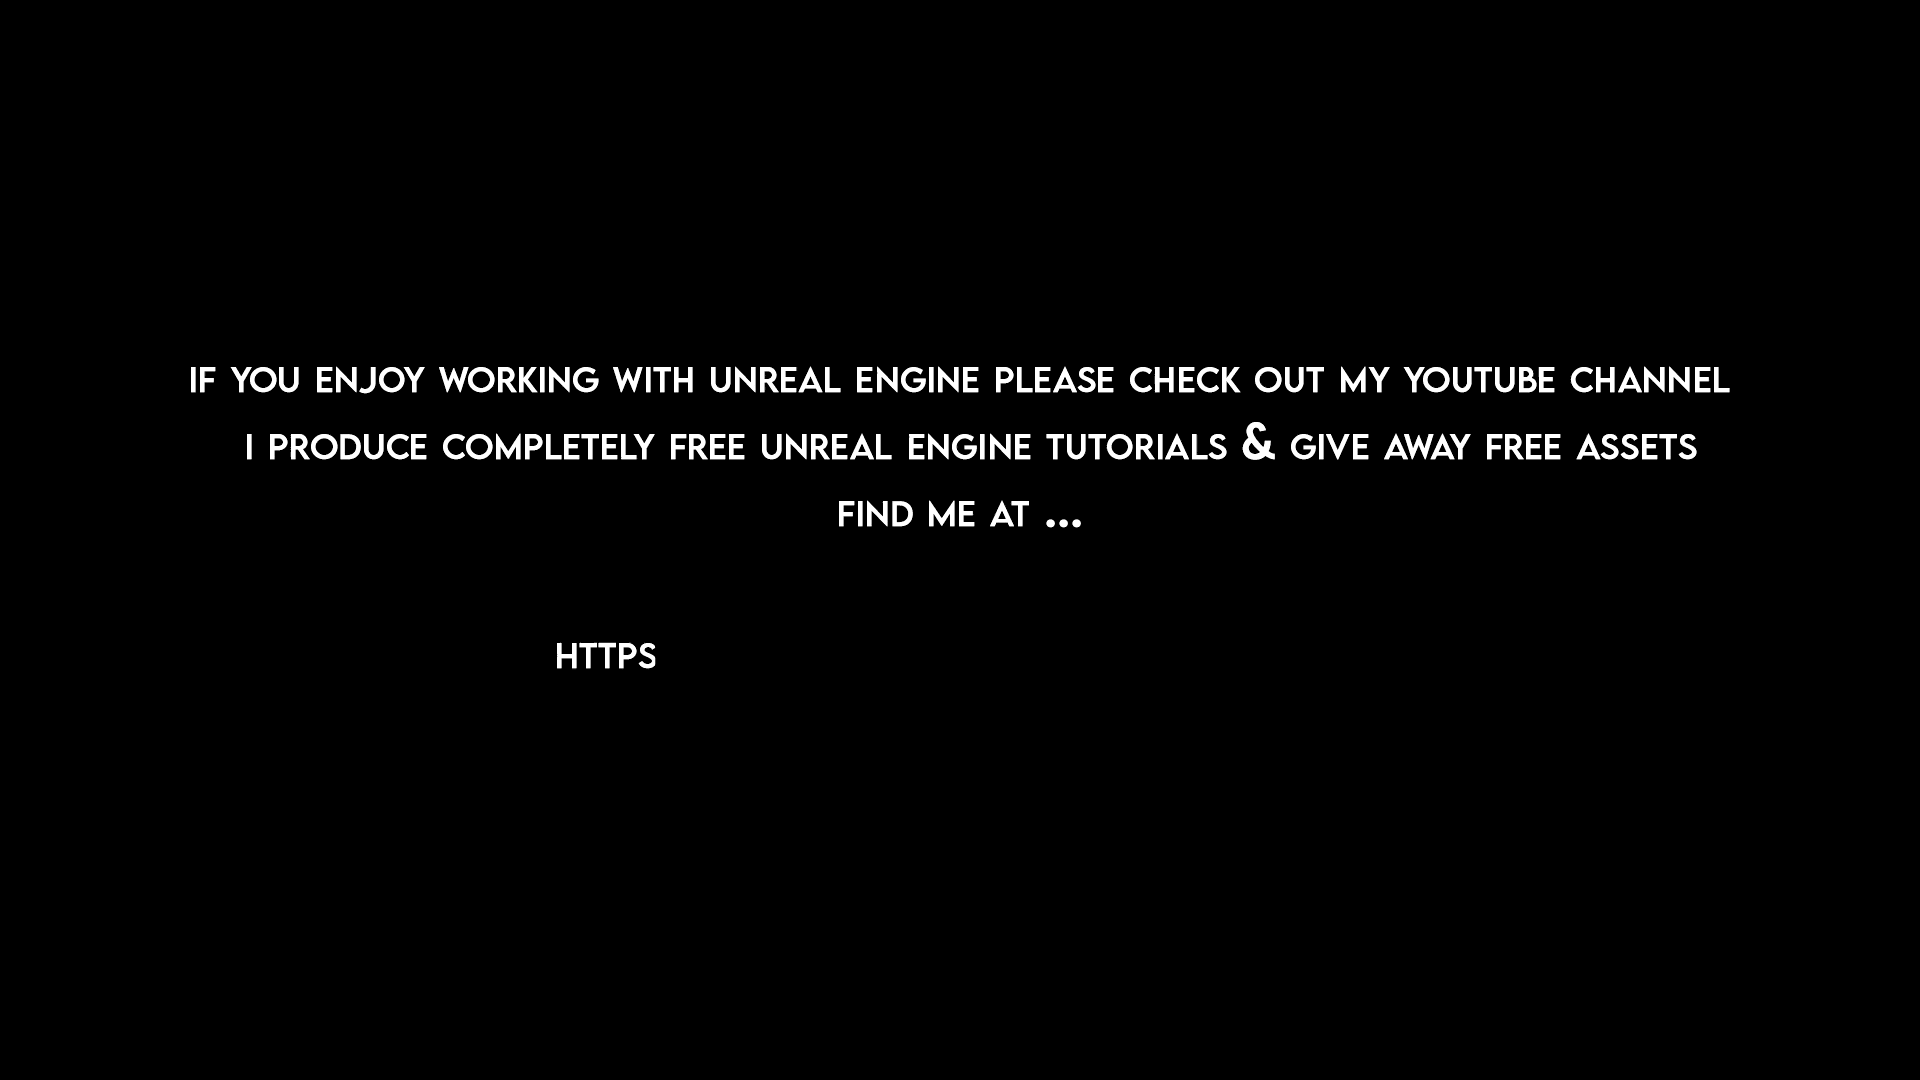 IF YOU ENJOY WORKING WITH UNREAL ENGINE PLEASE CHECK OUT MY YOUTUBE CHANNEL
I PRODUCE COMPLETELY FREE UNREAL ENGINE TUTORIALS & GIVE AWAY FREE ASSETS
FIND ME AT ...
HTTPS